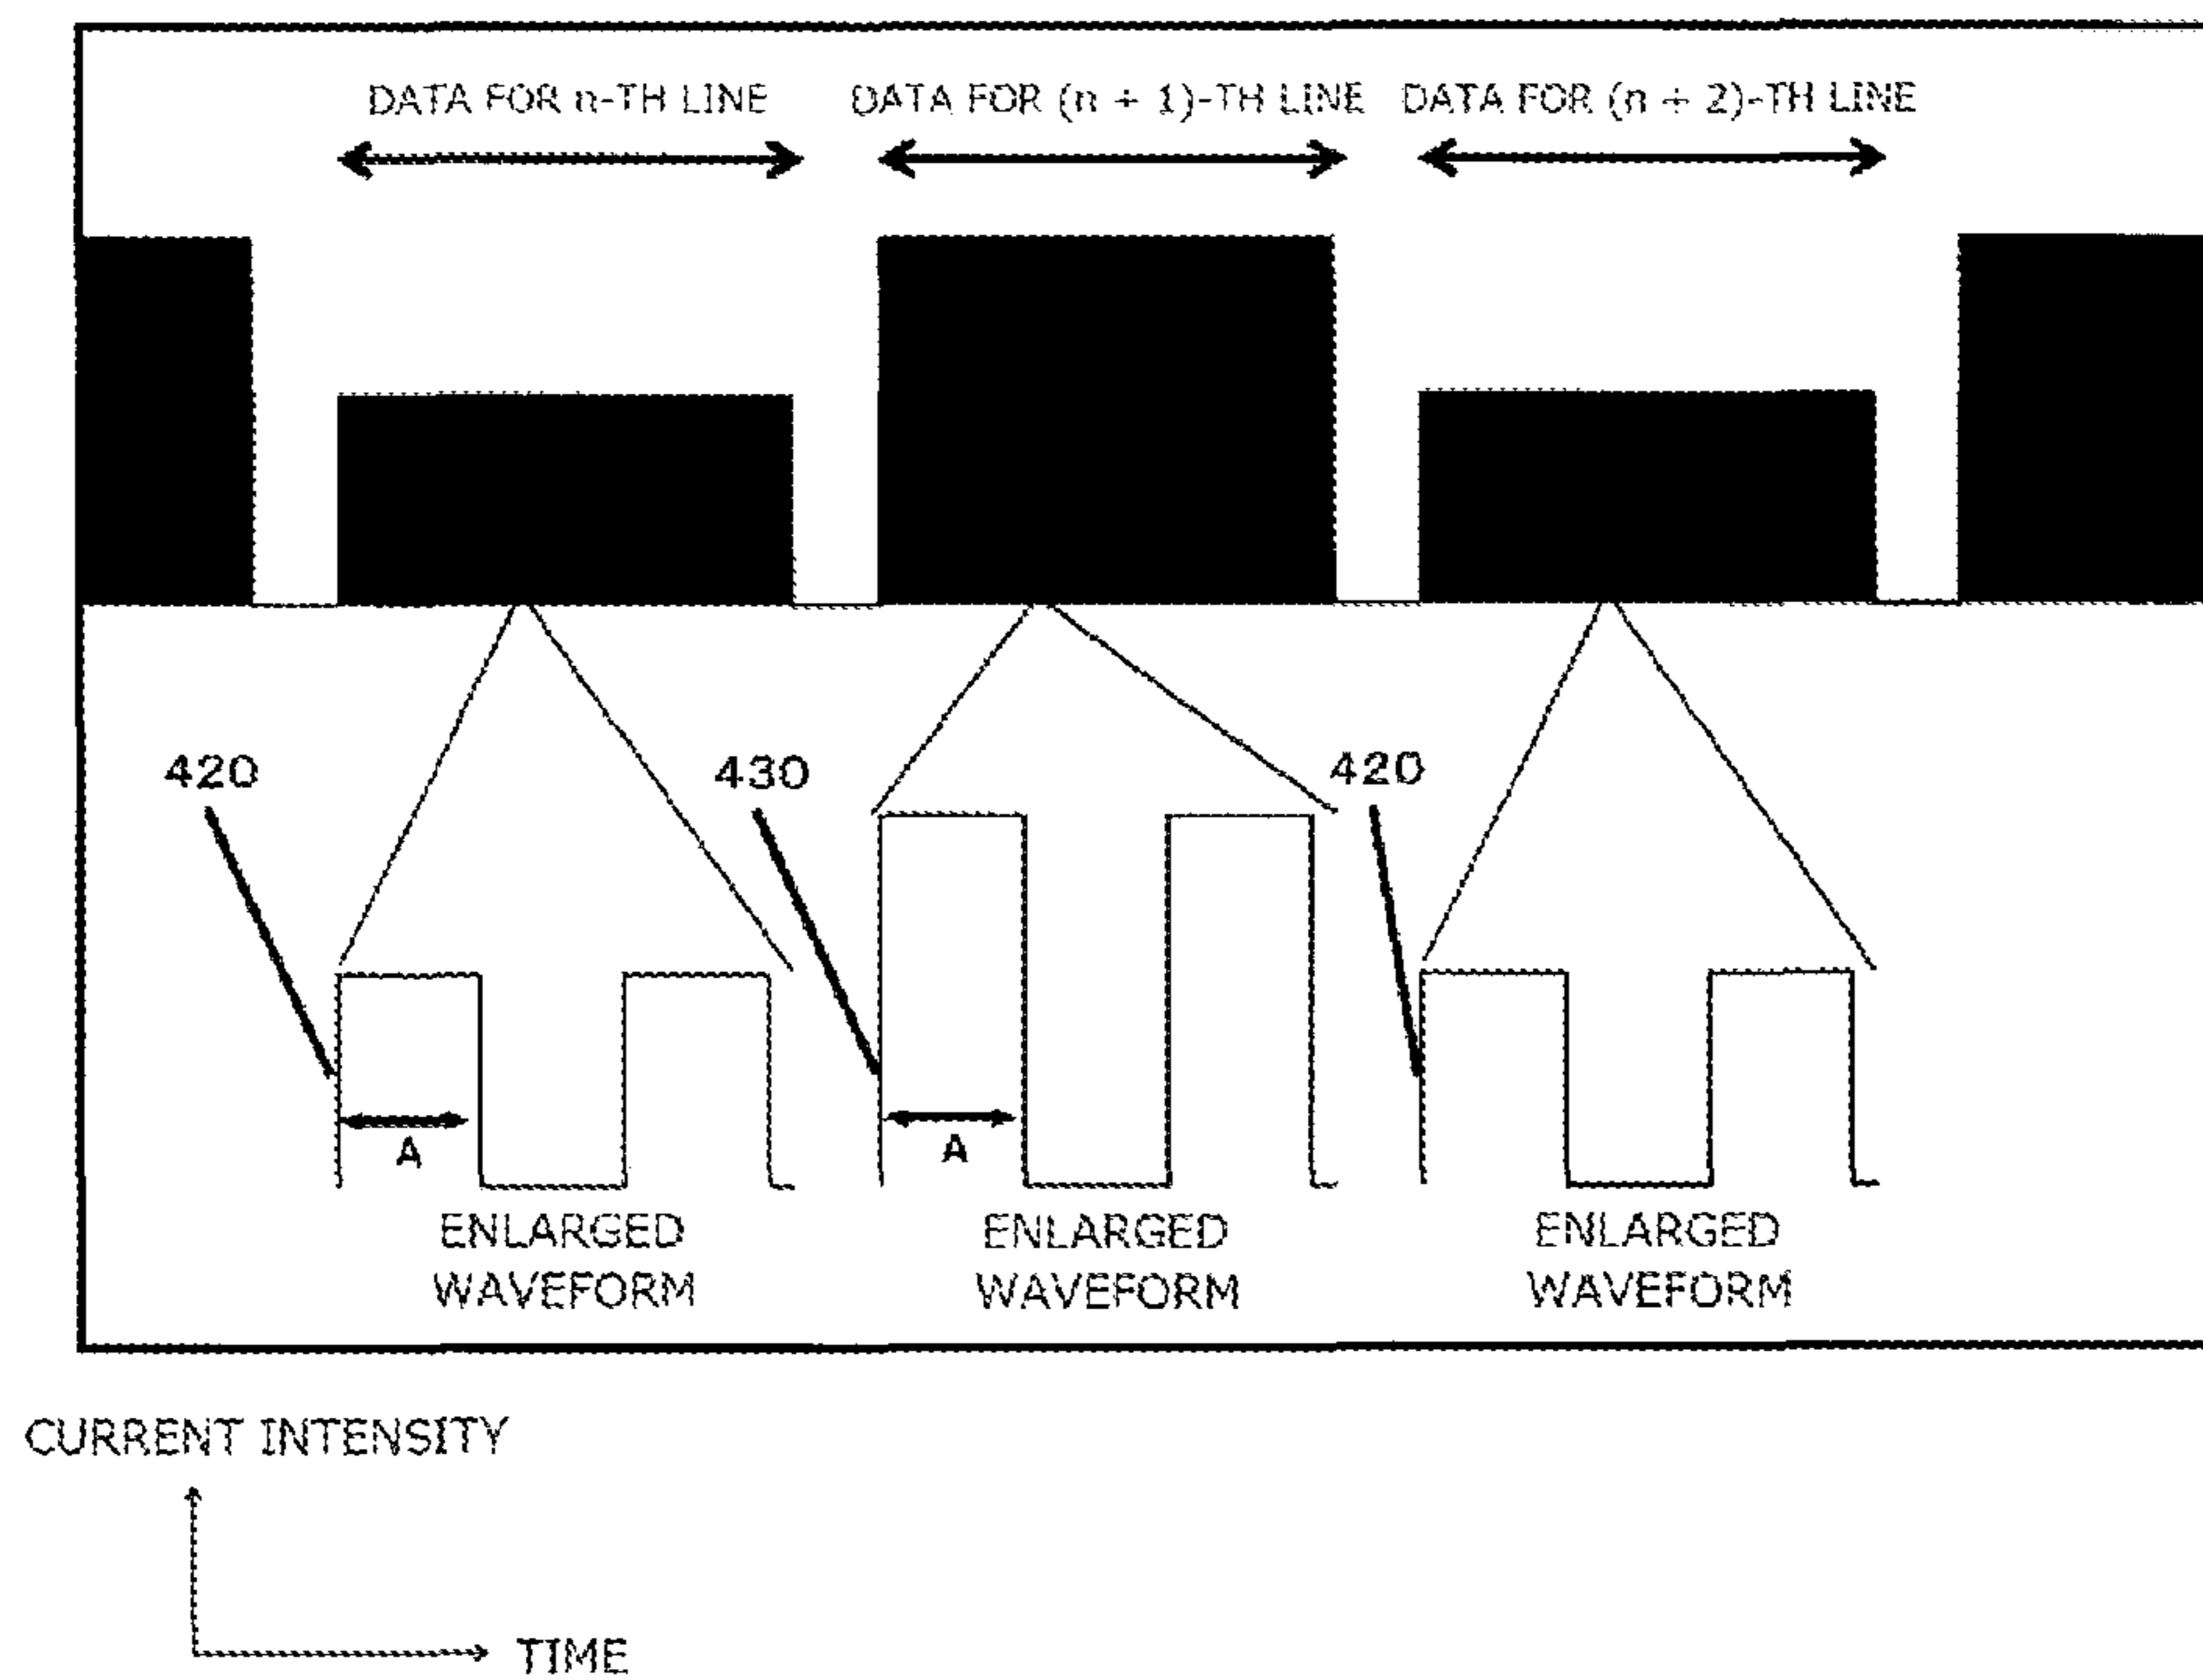 DATA FOR n-TH LINE
DATA FOR (n + 1)-TH LINE
DATA FOR (n + 2)-TH LINE
420
430
420
A
A
ENLARGED
WAVEFORM
ENLARGED
WAVEFORM
ENLARGED
WAVEFORM
CURRENT INTENSITY
TIME